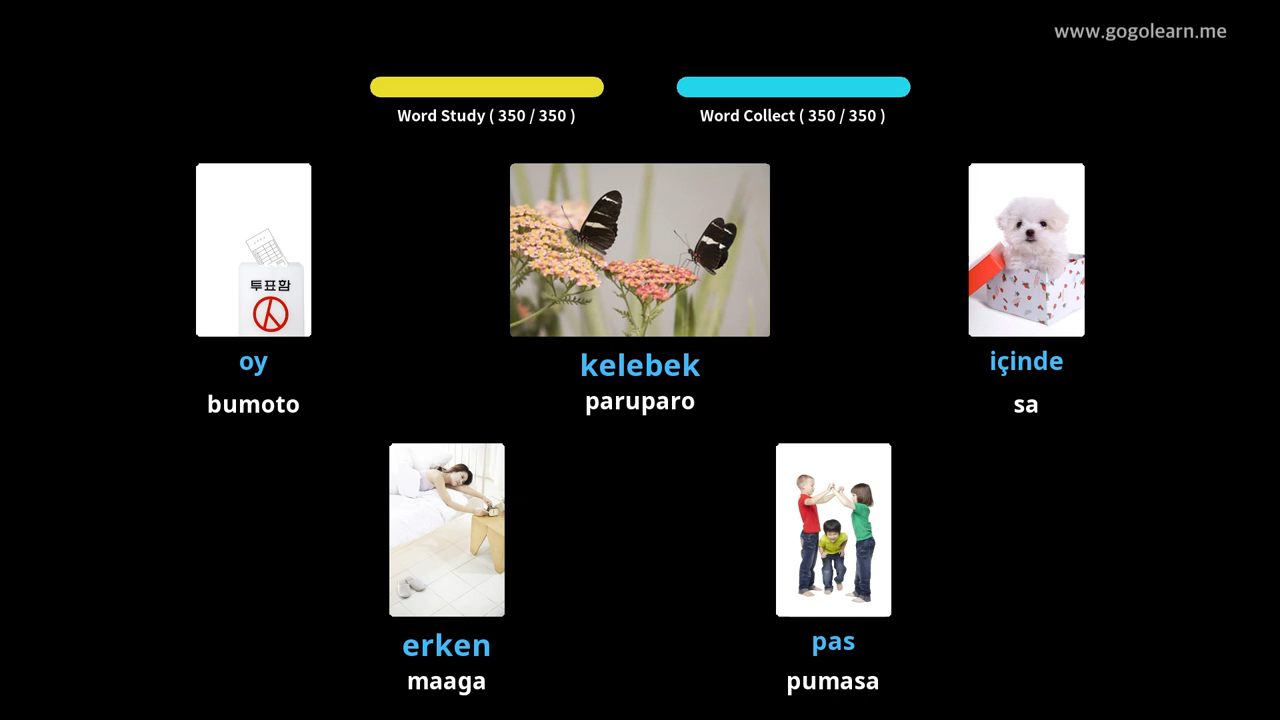 www.gogolearn.me
Word Study ( 350 / 350 )
Word Collect ( 350 / 350 )
투표함
oy
bumoto
kelebek
paruparo
içinde
sa
erken
maaga
pas
pumasa